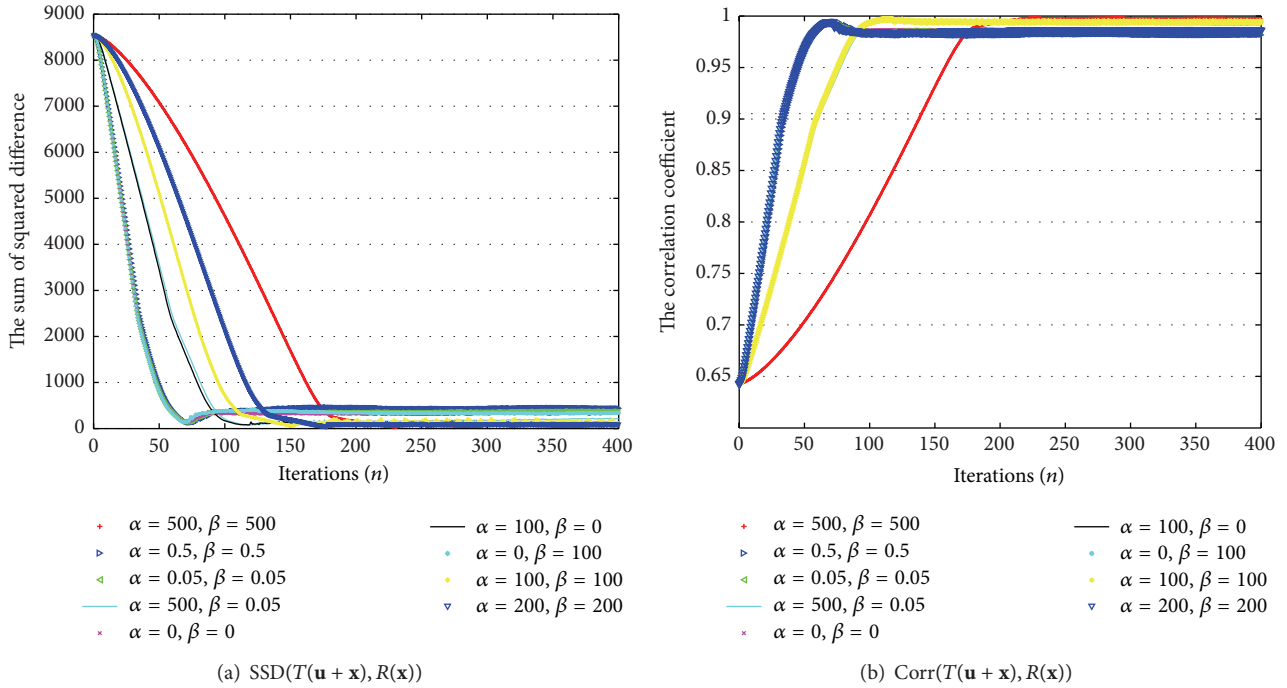 9000
8000
7000
6000
5000
4000
3000
2000
1000
0
The sum of squared difference
0 50 100 150 200 250 300 350 400
Iterations (n)
+ α = 500, β = 500
▷ α = 0.5, β = 0.5
◁ α = 0.05, β = 0.05
α = 500, β = 0.05
× α = 0, β = 0
α = 100, β = 0
α = 0, β = 100
α = 100, β = 100
▽ α = 200, β = 200
(a) SSD(T(u + x), R(x))
1
0.95
0.9
0.85
0.8
0.75
0.7
0.65
The correlation coefficient
0 50 100 150 200 250 300 350 400
Iterations (n)
+ α = 500, β = 500
▷ α = 0.5, β = 0.5
◁ α = 0.05, β = 0.05
α = 500, β = 0.05
× α = 0, β = 0
α = 100, β = 0
α = 0, β = 100
α = 100, β = 100
▽ α = 200, β = 200
(b) Corr(T(u + x), R(x))